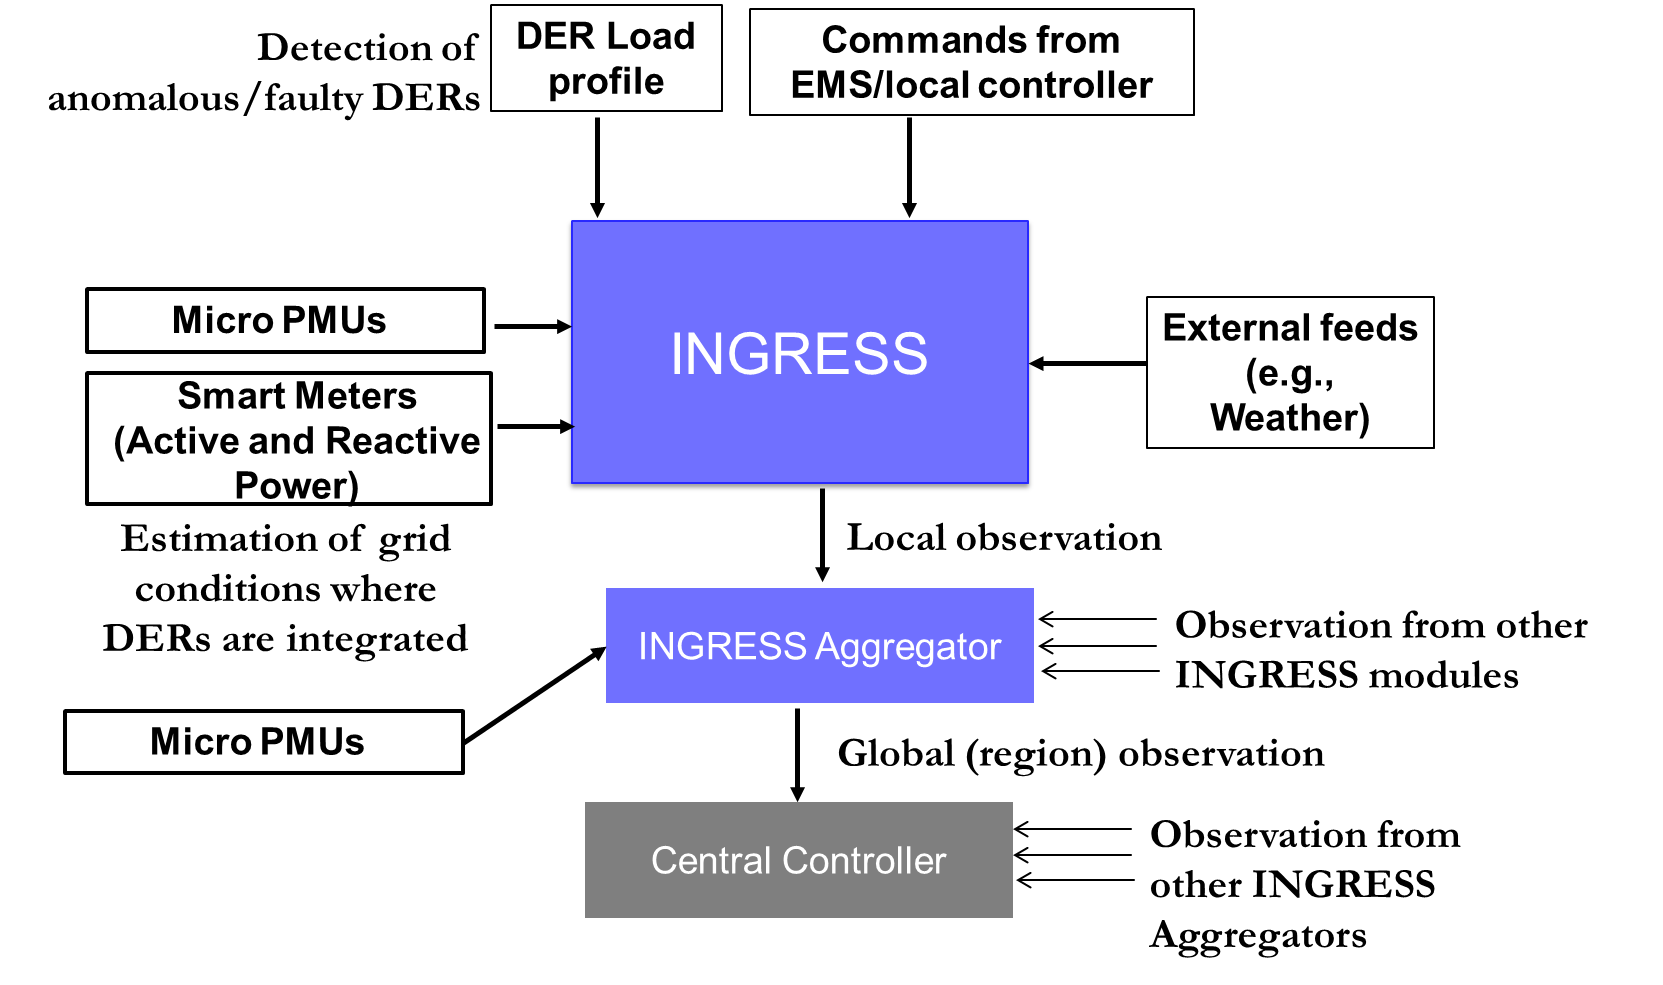 Detection of
anomalous/faulty DERs
DER Load
profile
Commands from
EMS/local controller
Micro PMUs
Smart Meters
(Active and Reactive
Power)
INGRESS
External feeds
(e.g.,
Weather)
Estimation of grid
conditions where
DERs are integrated
Local observation
INGRESS Aggregator
Observation from other
INGRESS modules
Micro PMUs
Global (region) observation
Central Controller
Observation from
other INGRESS
Aggregators